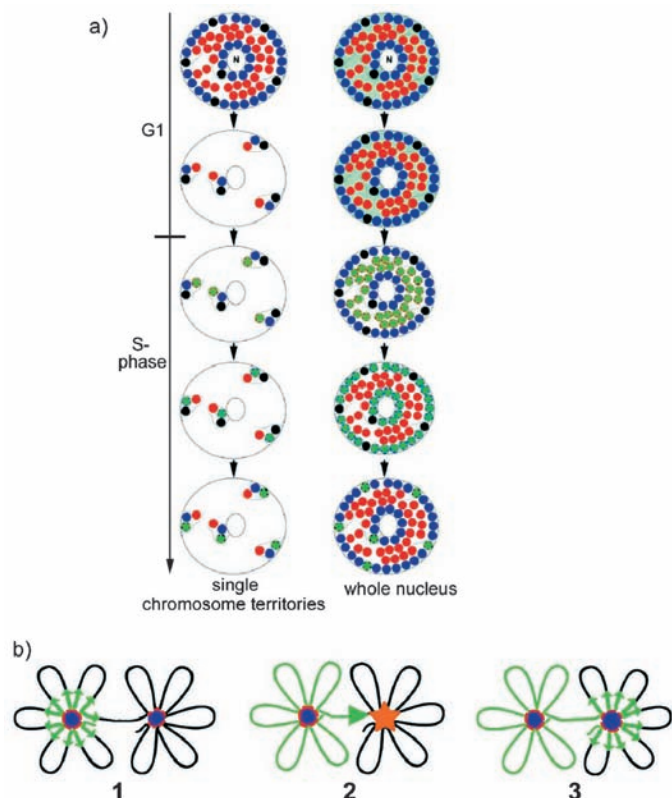 a)
N
N
G1
S-
phase
single
chromosome territories
whole nucleus
b)
1
2
3